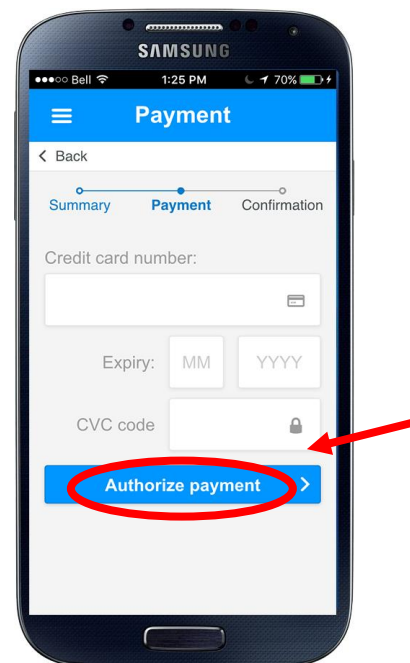 SAMSUNG
Bell 1:25 PM 70%
Payment
Back
Summary Payment Confirmation
Credit card number:
Expiry: MM YYYY
CVC code
Authorize payment